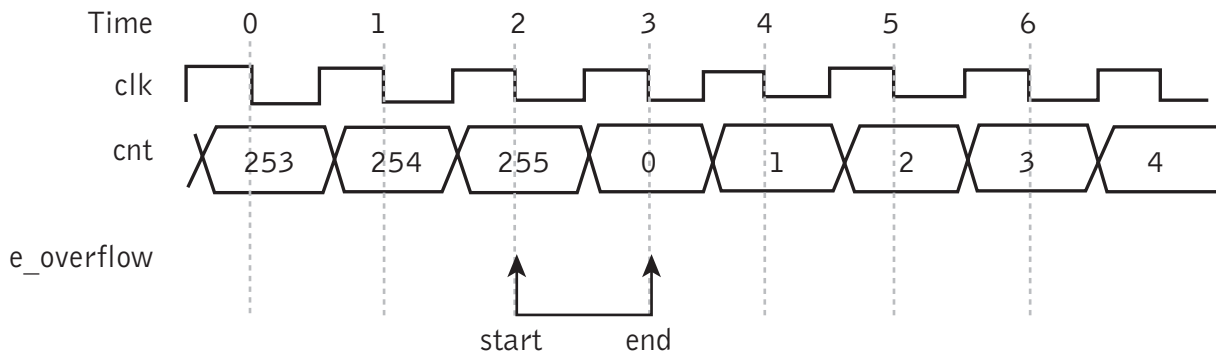 Time 0 1 2 3 4 5 6
clk
cnt 253 254 255 0 1 2 3 4
e_overflow
start end